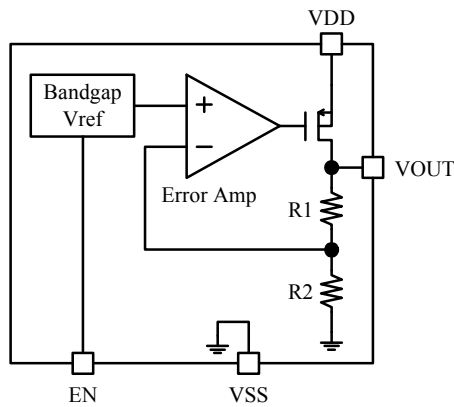 VDD
Bandgap
Vref
+
−
Error Amp
VOUT
R1
R2
EN
VSS